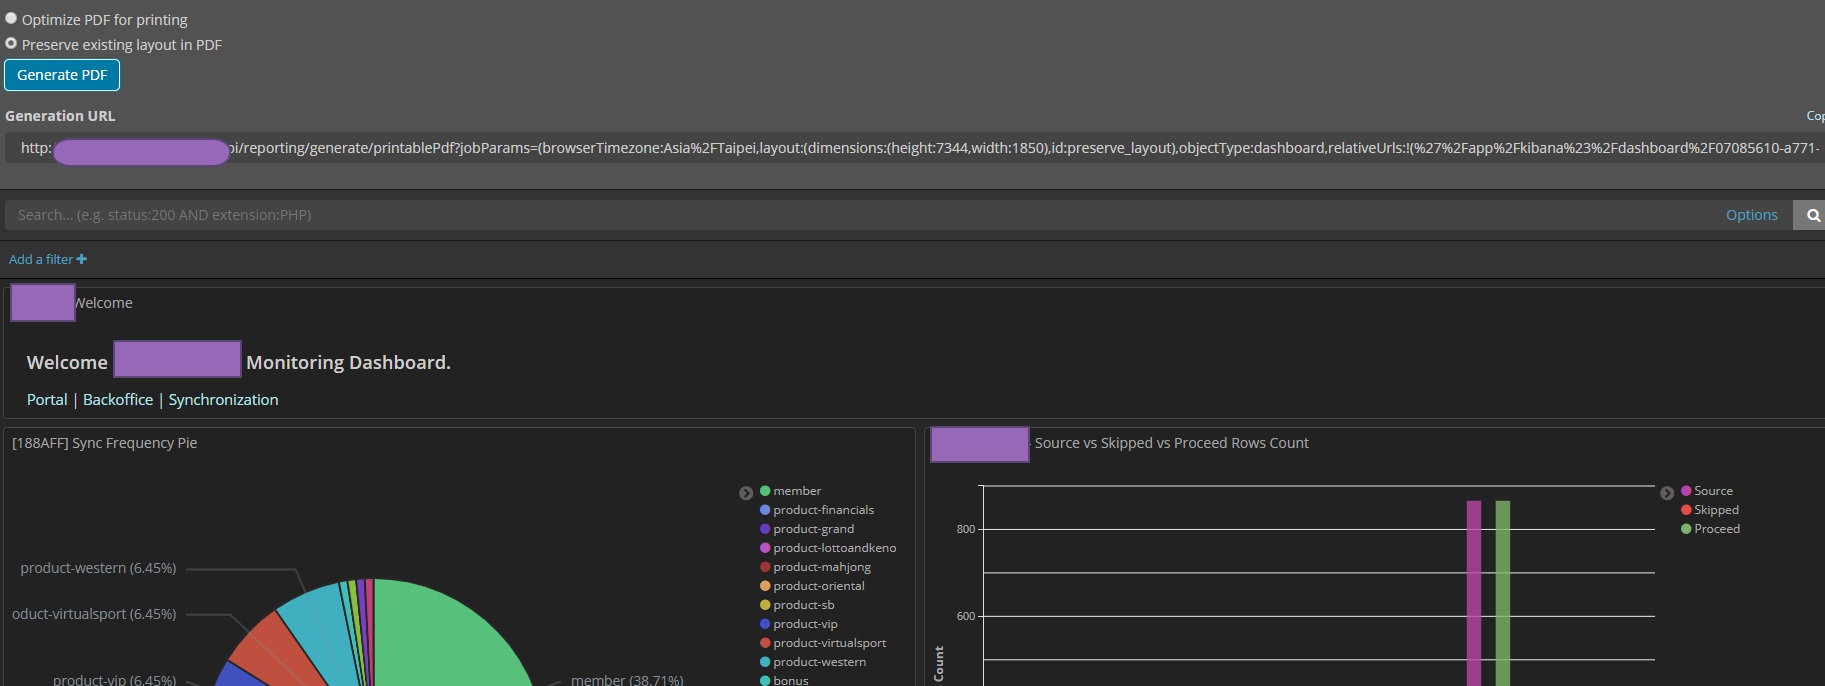 Optimize PDF for printing
Preserve existing layout in PDF
Generate PDF
Generation URL
Cop
http: pi/reporting/generate/printablePdf?jobParams=(browserTimezone:Asia%2FTaipei,layout:(dimensions:(height:7344,width:1850),id:preserve_layout),objectType:dashboard,relativeUrls:!(%27%2Fapp%2Fkibana%23%2Fdashboard%2F07085610-a771-
Search... (e.g. status:200 AND extension:PHP)
Options
Add a filter
Welcome
Welcome Monitoring Dashboard.
Portal | Backoffice | Synchronization
[188AFF] Sync Frequency Pie
member
product-financials
product-grand
product-lottoandkeno
product-mahjong
product-oriental
product-sb
product-vip
product-virtualsport
product-western
bonus
product-western (6.45%)
oduct-virtualsport (6.45%)
product-vip (6.45%)
member (38.71%)
- Source vs Skipped vs Proceed Rows Count
800
600
Count
Source
Skipped
Proceed